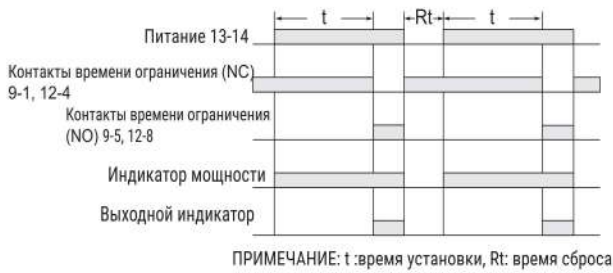 t Rt t
Питание 13-14
Контакты времени ограничения (NC)
9-1, 12-4
Контакты времени ограничения
(NO) 9-5, 12-8
Индикатор мощности
Выходной индикатор
ПРИМЕЧАНИЕ: t :время установки, Rt: время сброса